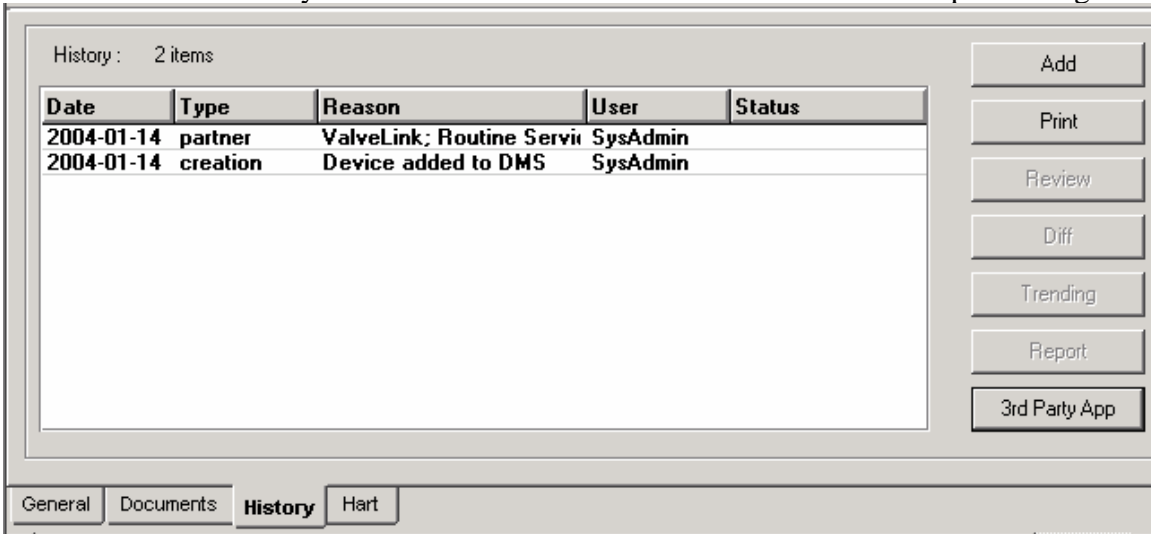 History : 2 items
Add
Print
Review
Diff
Trending
Report
3rd Party App
Date Type Reason User Status
2004-01-14 partner ValveLink; Routine SysAdmin
2004-01-14 creation Device added to DMS SysAdmin
General Documents History Hart